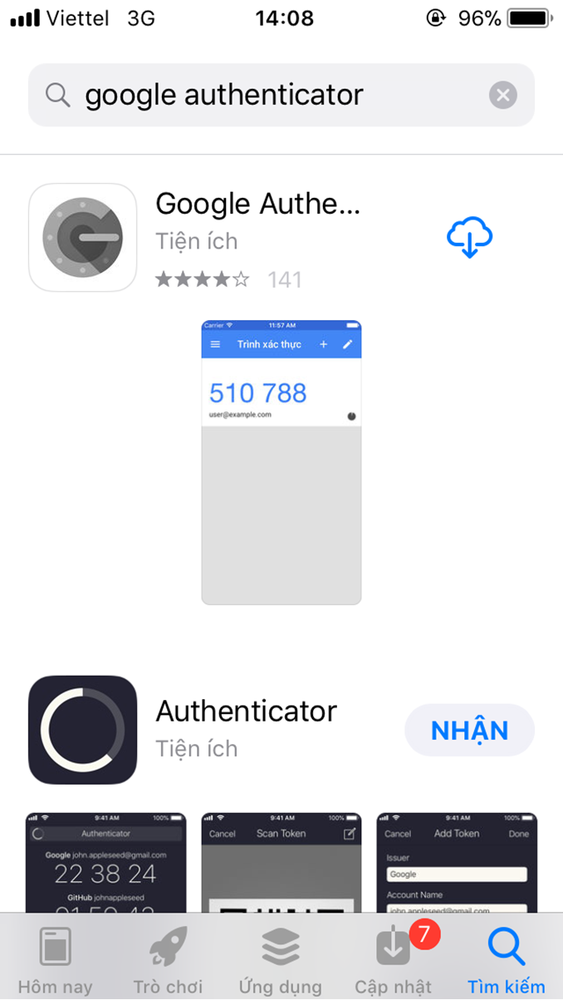 Viettel 3G 14:08 96%
google authenticator
Google Authe...
Tiện ích
141
Carrier 11:57 AM
Trình xác thực
510 788
user@example.com
Authenticator
NHẬN
Tiện ích
9:41 AM 100%
Authenticator
Google john.appleseed@gmail.com
22 38 24
GitHub johnappleseed
9:41 AM 100%
Cancel Scan Token
9:41 AM 100%
Cancel Add Token Done
Issuer
Google
Account Name
john.appleseed@gmail.com
7
Hôm nay Trò chơi Ứng dụng Cập nhật Tìm kiếm